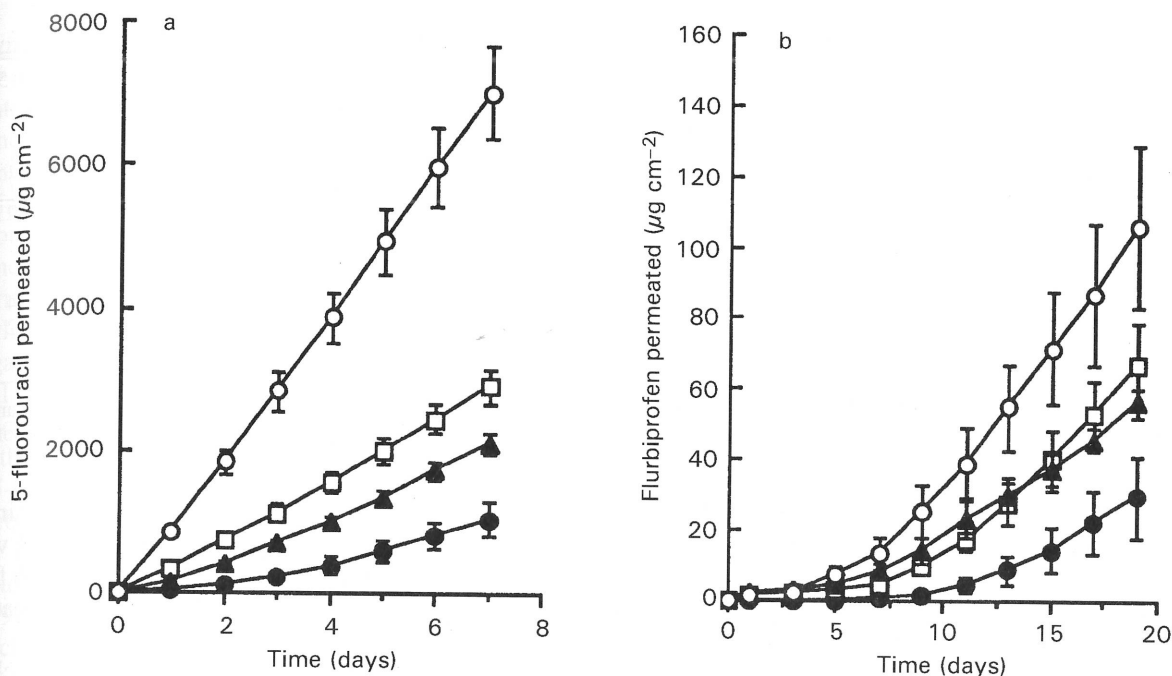 a
8000
6000
4000
2000
0
0 2 4 6 8
Time (days)
5-fluorouracil permeated (µg cm⁻²)
b
160
140
120
100
80
60
40
20
0
0 5 10 15 20
Time (days)
Flurbiprofen permeated (µg cm⁻²)